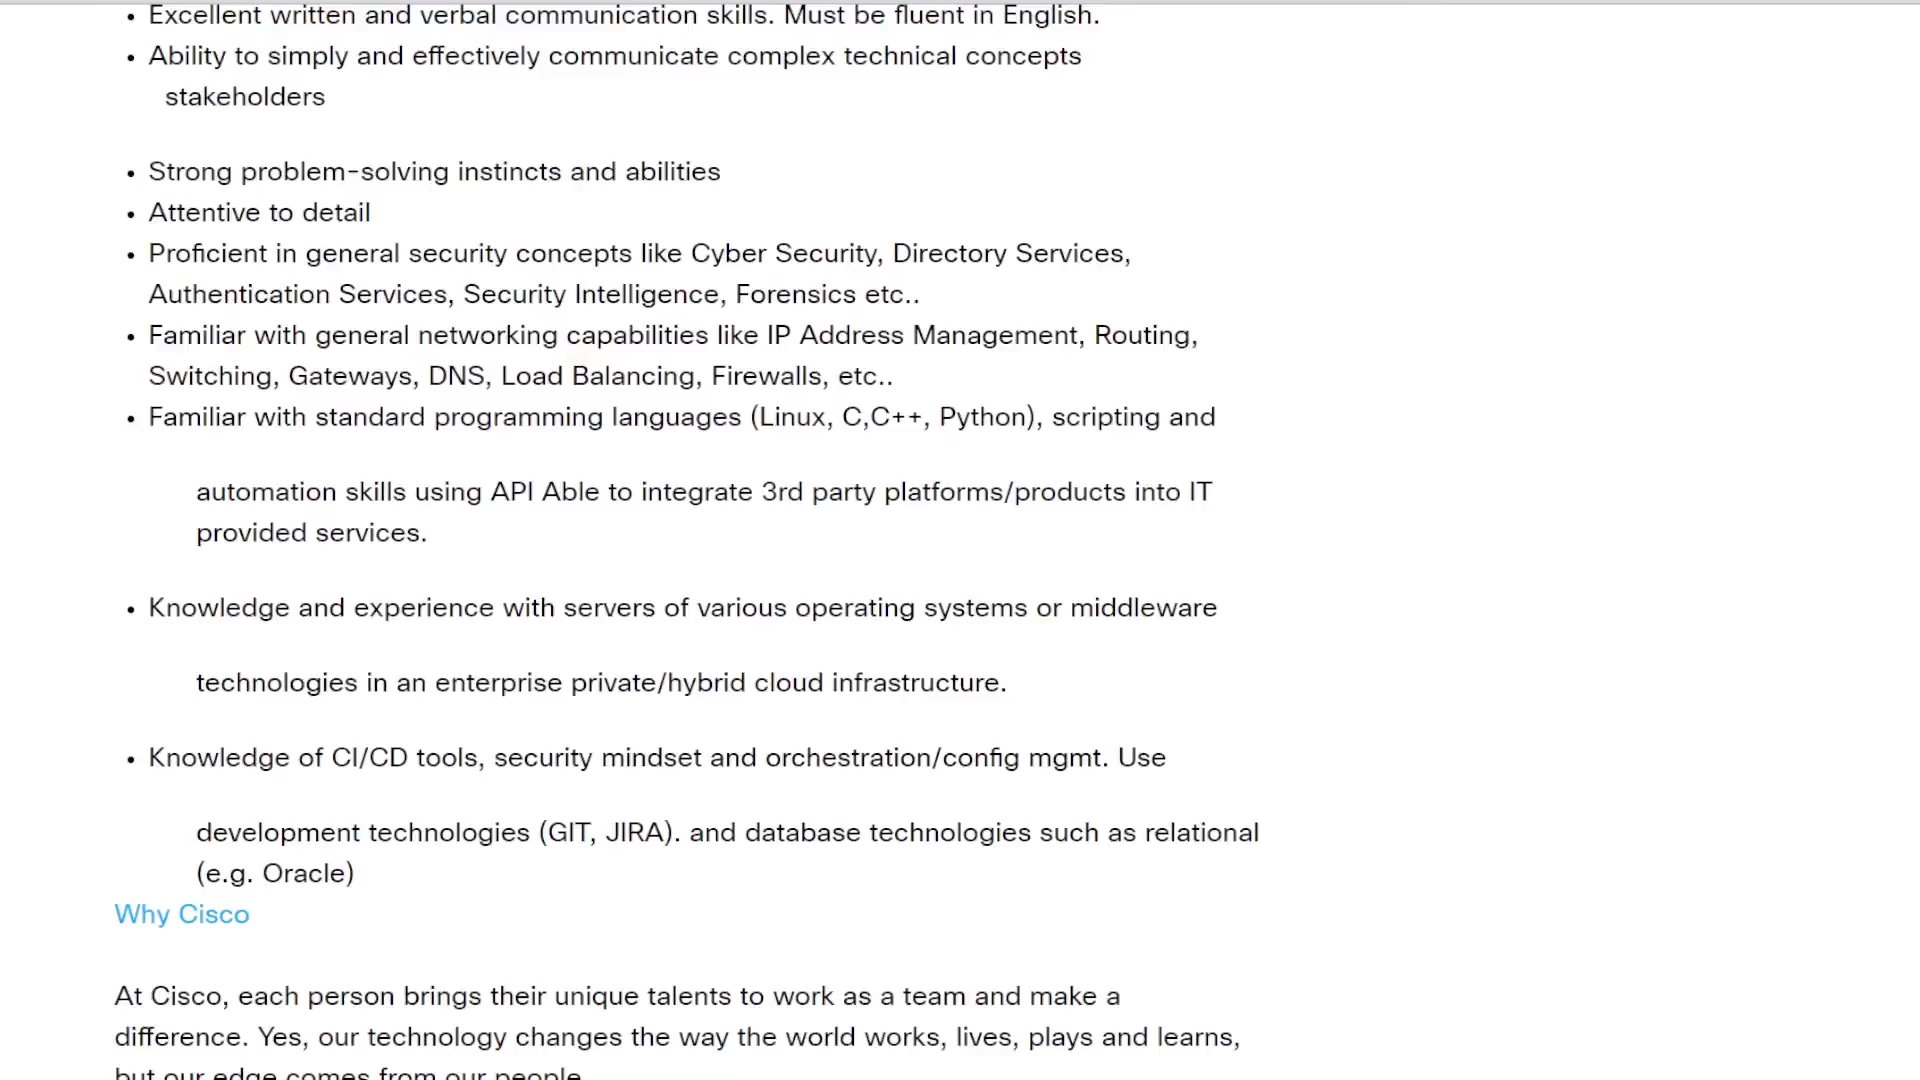 • Excellent written and verbal communication skills. Must be fluent in English.
• Ability to simply and effectively communicate complex technical concepts
stakeholders
• Strong problem-solving instincts and abilities
• Attentive to detail
• Proficient in general security concepts like Cyber Security, Directory Services,
Authentication Services, Security Intelligence, Forensics etc..
• Familiar with general networking capabilities like IP Address Management, Routing,
Switching, Gateways, DNS, Load Balancing, Firewalls, etc..
• Familiar with standard programming languages (Linux, C,C++, Python), scripting and
automation skills using API Able to integrate 3rd party platforms/products into IT
provided services.
• Knowledge and experience with servers of various operating systems or middleware
technologies in an enterprise private/hybrid cloud infrastructure.
• Knowledge of CI/CD tools, security mindset and orchestration/config mgmt. Use
development technologies (GIT, JIRA). and database technologies such as relational
(e.g. Oracle)
Why Cisco
At Cisco, each person brings their unique talents to work as a team and make a
difference. Yes, our technology changes the way the world works, lives, plays and learns,
but our edge comes from our people.